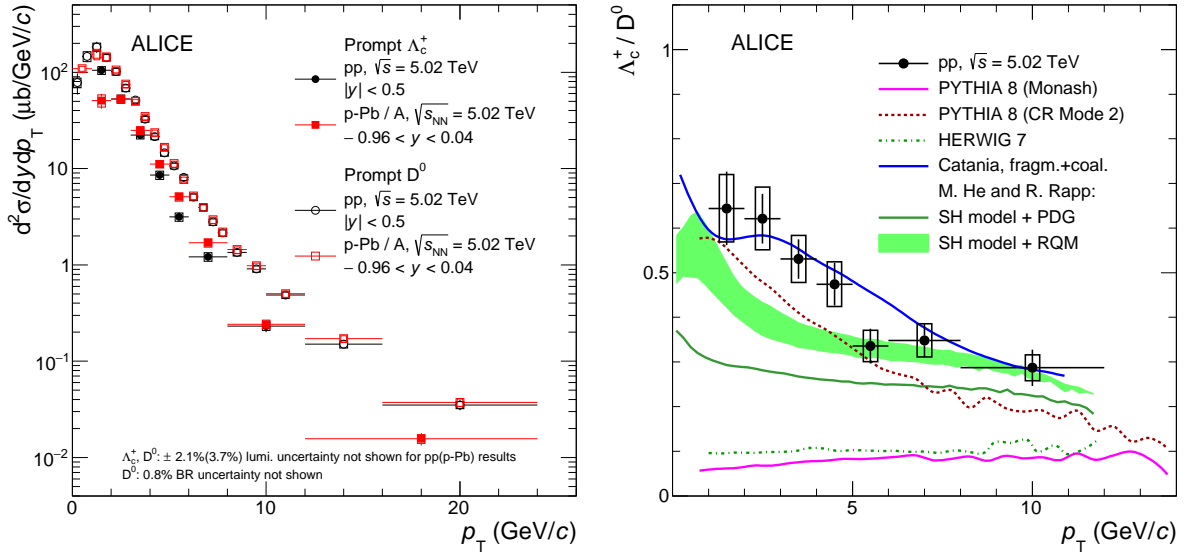 ALICE
Prompt Λc+
pp, √s = 5.02 TeV
|y| < 0.5
p-Pb / A, √sNN = 5.02 TeV
− 0.96 < y < 0.04
Prompt D0
pp, √s = 5.02 TeV
|y| < 0.5
p-Pb / A, √sNN = 5.02 TeV
− 0.96 < y < 0.04
Λc+, D0: ± 2.1%(3.7%) lumi. uncertainty not shown for pp(p-Pb) results
D0: 0.8% BR uncertainty not shown
d2σ/dydpT (μb/GeV/c)
10²
10
1
10−1
10−2
0 10 20
pT (GeV/c)
ALICE
pp, √s = 5.02 TeV
PYTHIA 8 (Monash)
PYTHIA 8 (CR Mode 2)
HERWIG 7
Catania, fragm.+coal.
M. He and R. Rapp:
SH model + PDG
SH model + RQM
Λc+ / D0
1
0.5
0
0 5 10
pT (GeV/c)